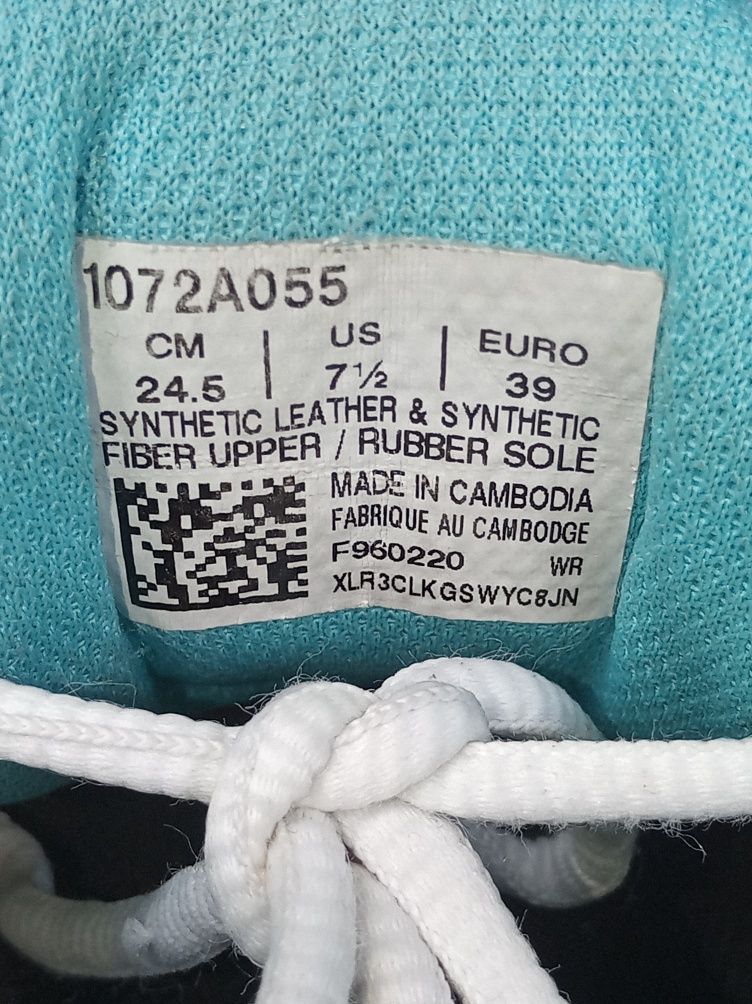 1072A055
CM | US | EURO
24.5 | 7½ | 39
SYNTHETIC LEATHER & SYNTHETIC
FIBER UPPER / RUBBER SOLE
MADE IN CAMBODIA
FABRIQUE AU CAMBODGE
F960220 WR
XLR3CLKGSWYC8JN